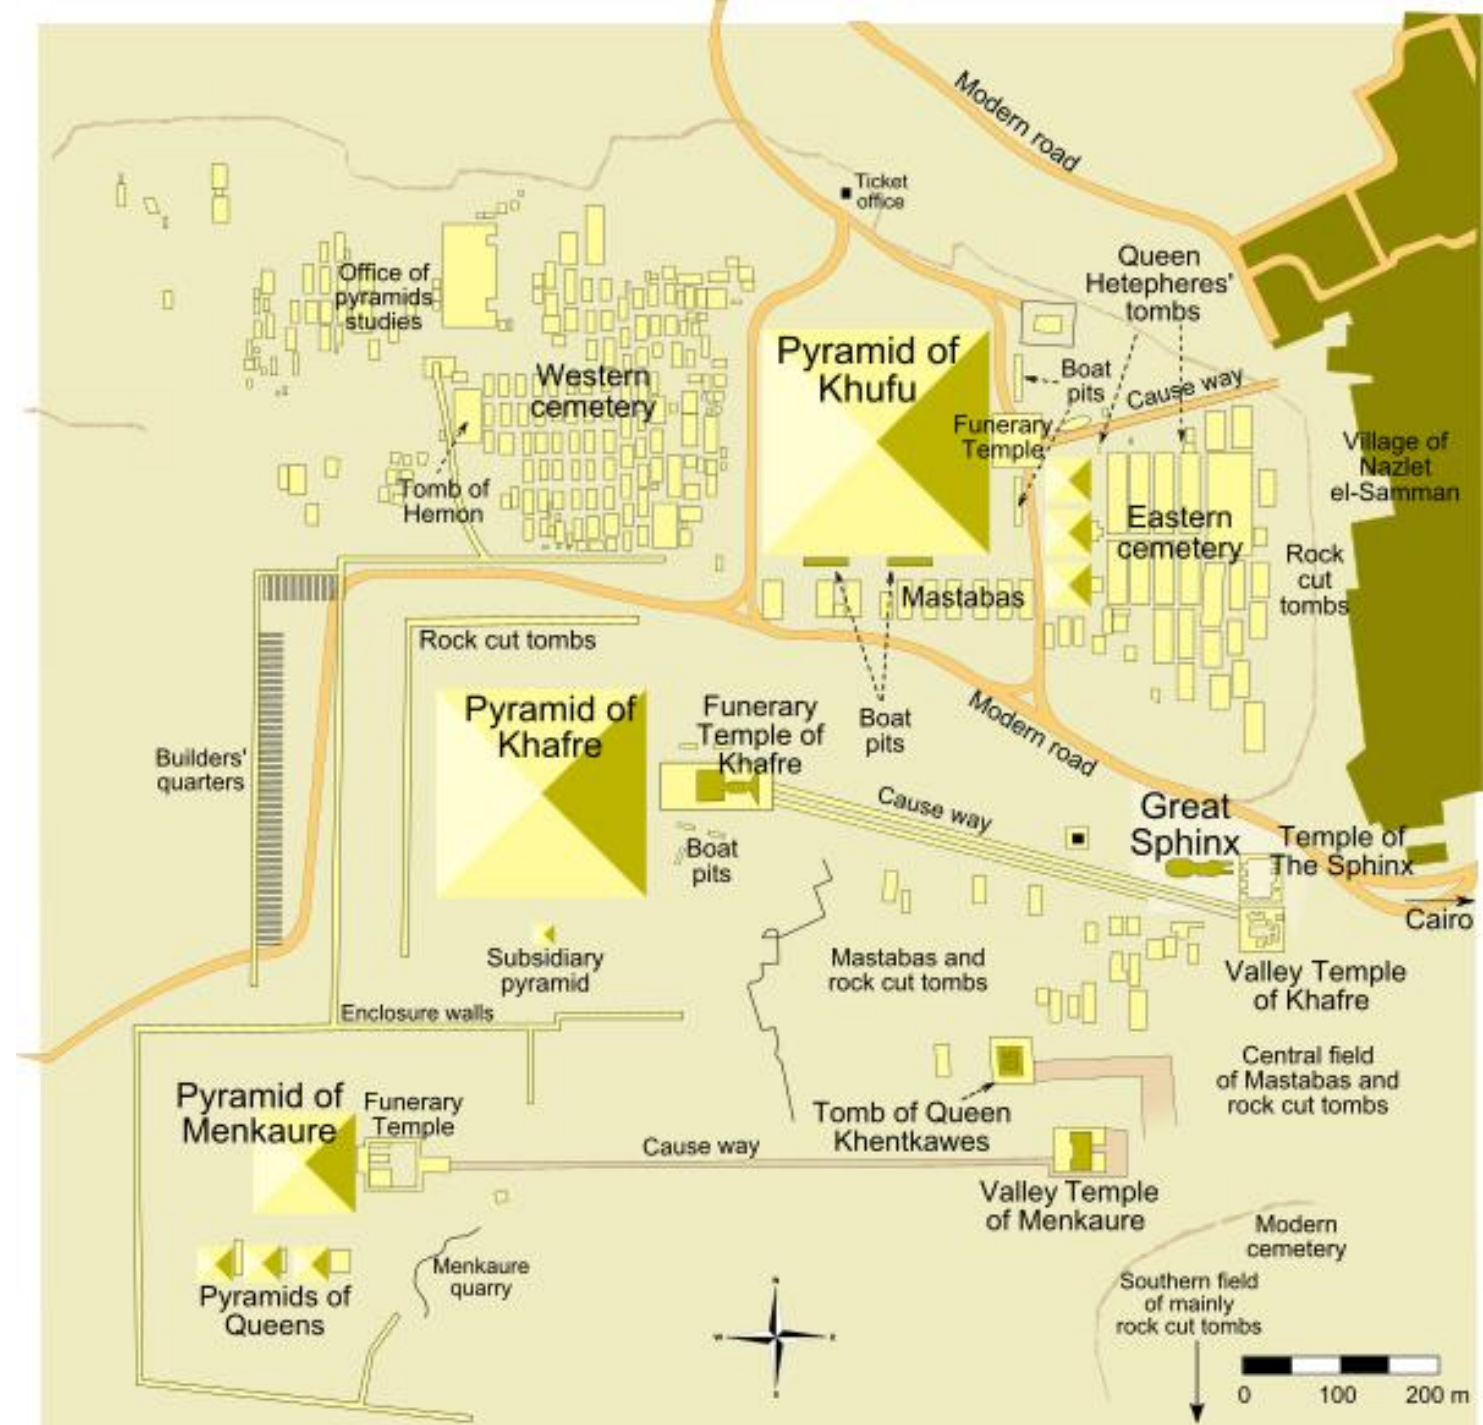 Modern road
Ticket
office
Queen
Hetepheres'
tombs
Office of
pyramids
studies
Pyramid of
Khufu
Boat
pits
Cause way
Western
cemetery
Funerary
Temple
Village of
Nazlet
el-Samman
Tomb of
Hemon
Eastern
cemetery
Rock
cut
tombs
Mastabas
Rock cut tombs
Pyramid of
Khafre
Funerary
Temple of
Khafre
Boat
pits
Modern road
Builders'
quarters
Cause way
Great
Sphinx
Temple of
The Sphinx
Boat
pits
Cairo
Subsidiary
pyramid
Mastabas and
rock cut tombs
Valley Temple
of Khafre
Enclosure walls
Central field
of Mastabas and
rock cut tombs
Pyramid of
Menkaure
Funerary
Temple
Tomb of Queen
Khentkawes
Cause way
Valley Temple
of Menkaure
Modern
cemetery
Menkaure
quarry
Southern field
of mainly
rock cut tombs
Pyramids of
Queens
N
W E
S
0 100 200 m